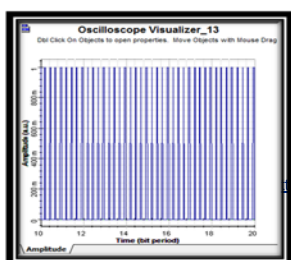 Oscilloscope Visualizer_13
Dbl Click On Objects to open properties. Move Objects with Mouse Drag
Amplitude (a.u.)
1
800 m
600 m
400 m
200 m
0
10 12 14 16 18 20
Time (bit period)
Amplitude